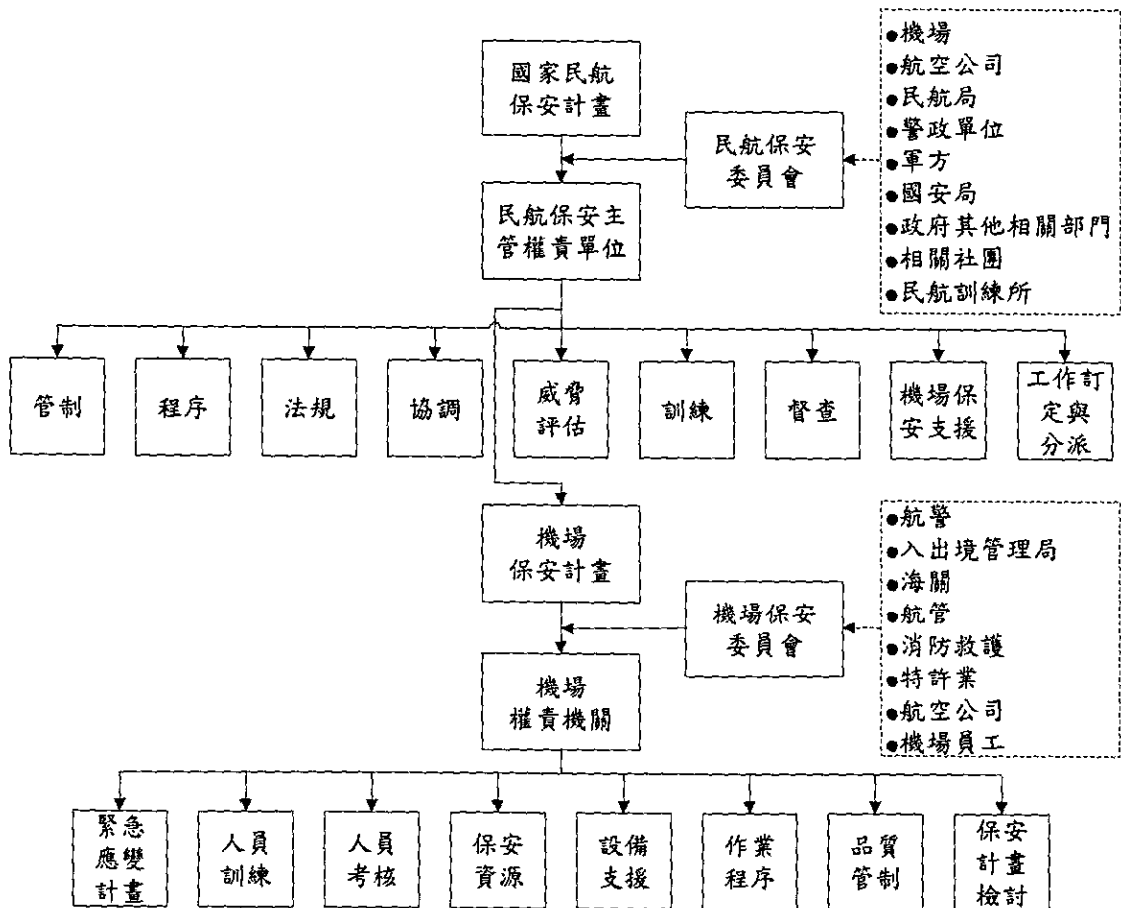 國家民航
保安計畫
●機場
●航空公司
●民航局
●警政單位
●軍方
●國安局
●政府其他相關部門
●相關社團
●民航訓練所
民航保安
委員會
民航保安主
管權責單位
管制
程序
法規
協調
威脅
評估
訓練
督查
機場保
安支援
工作訂
定與
分派
機場
保安計畫
●航警
●入出境管理局
●海關
●航管
●消防救護
●特許業
●航空公司
●機場員工
機場保安
委員會
機場
權責機關
緊急
應變
計畫
人員
訓練
人員
考核
保安
資源
設備
支援
作業
程序
品質
管制
保安
計畫
檢討